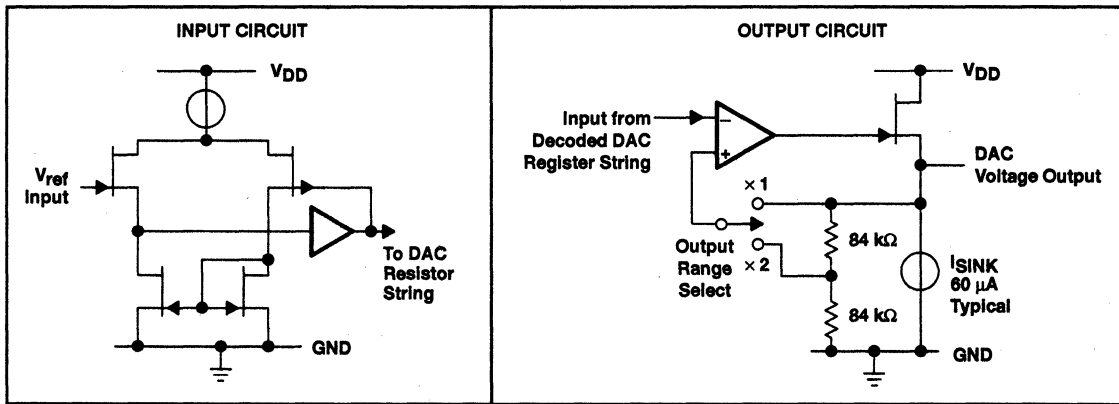 INPUT CIRCUIT
VDD
Vref
Input
To DAC
Resistor
String
GND
OUTPUT CIRCUIT
VDD
Input from
Decoded DAC
Register String
−
+
DAC
Voltage Output
× 1
Output
Range
Select
× 2
84 kΩ
84 kΩ
ISINK
60 μA
Typical
GND